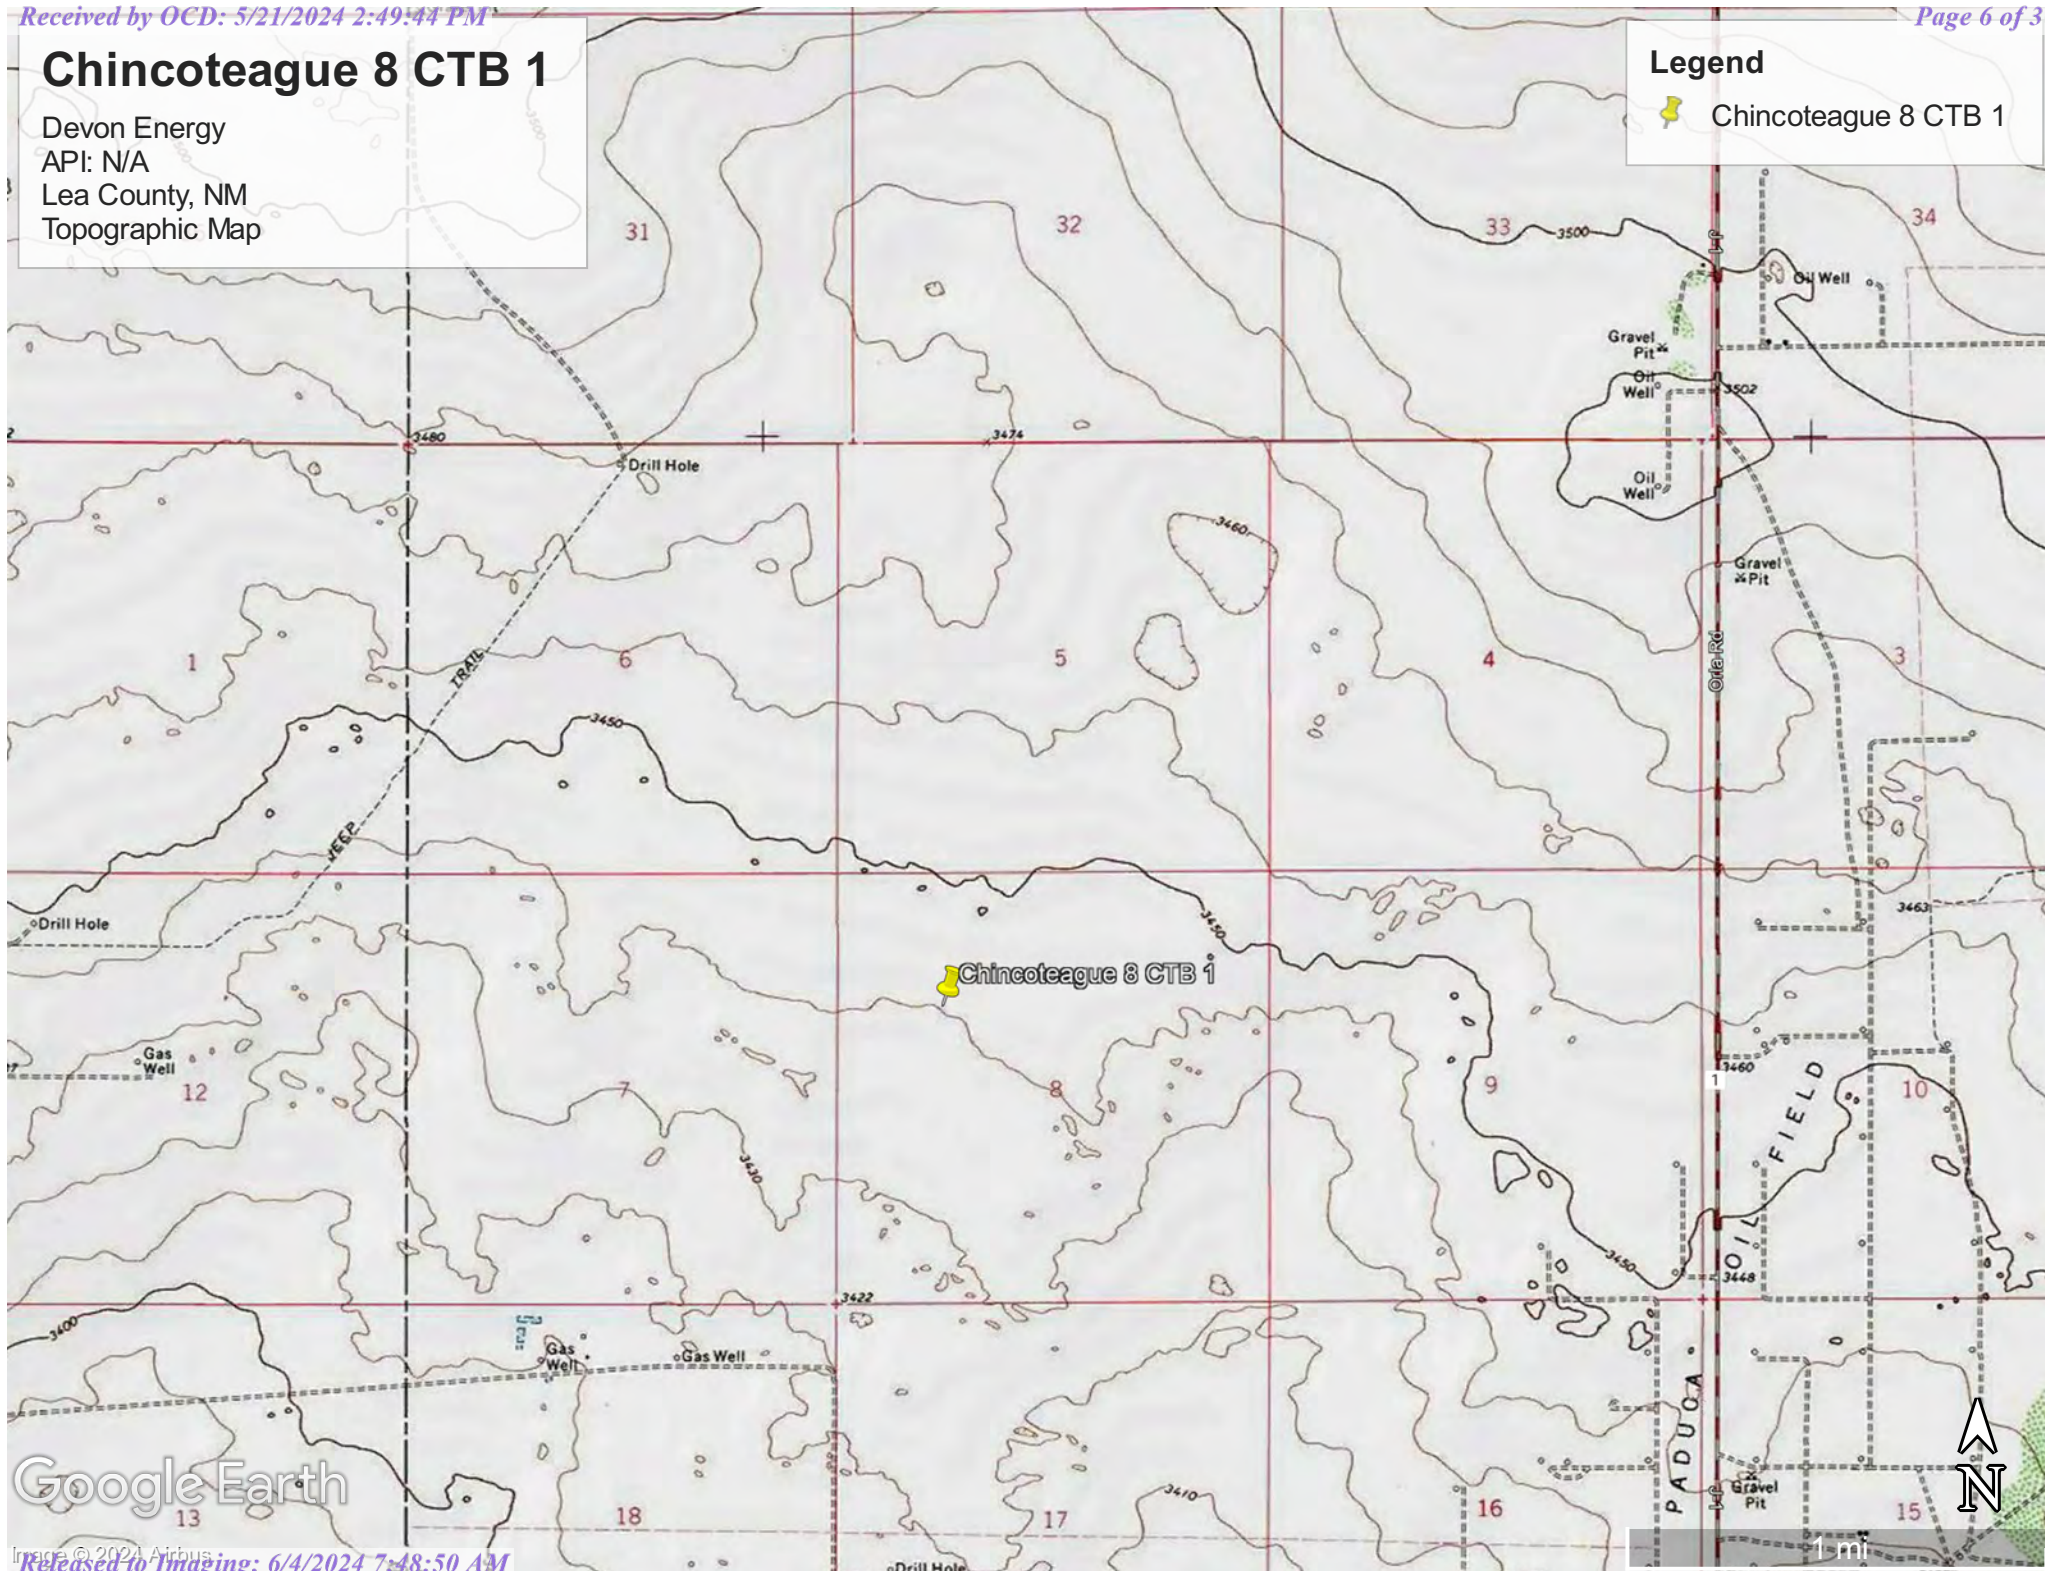 Received by OCD: 5/21/2024 2:49:44 PM
Page 6 of 3
Chincoteague 8 CTB 1
Devon Energy
API: N/A
Lea County, NM
Topographic Map
Legend
Chincoteague 8 CTB 1
31
32
33
34
3500
Oil Well
Gravel
Pit
Oil
Well
3502
3480
3474
Drill Hole
Oil
Well
3460
Gravel
Pit
Orla Rd
1
TRAIL
6
5
4
3
3450
JEEP
Drill Hole
3463
3450
Chincoteague 8 CTB 1
Gas
Well
12
7
8
9
3460
1
10
OIL FIELD
3430
3450
3448
3422
3400
Gas
Well
Gas Well
PADUCA
Google Earth
13
18
17
3410
16
Gravel
Pit
15
N
1 mi
Drill Hole
Image © 2024 Airbus
Released to Imaging: 6/4/2024 7:48:50 AM